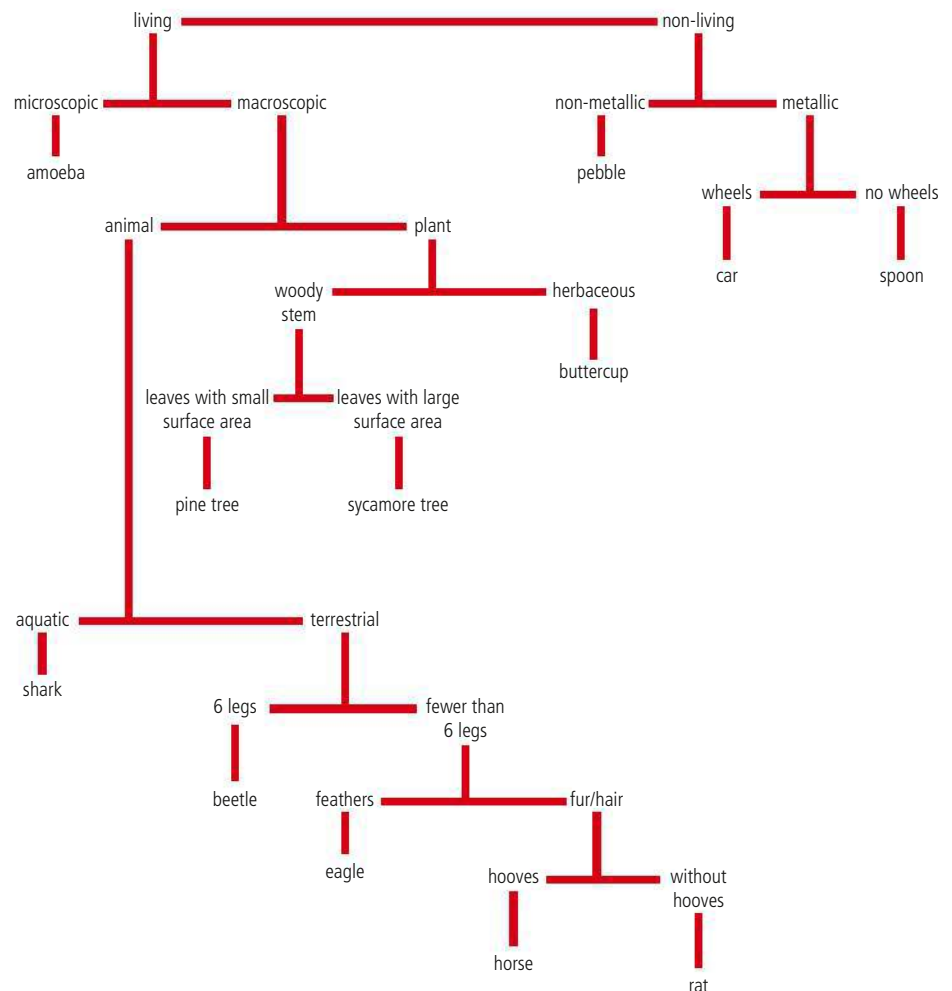 living
non-living
microscopic
macroscopic
non-metallic
metallic
amoeba
pebble
wheels
no wheels
animal
plant
car
spoon
woody
stem
herbaceous
buttercup
leaves with small
surface area
leaves with large
surface area
pine tree
sycamore tree
aquatic
terrestrial
shark
6 legs
fewer than
6 legs
beetle
feathers
fur/hair
eagle
hooves
without
hooves
horse
rat